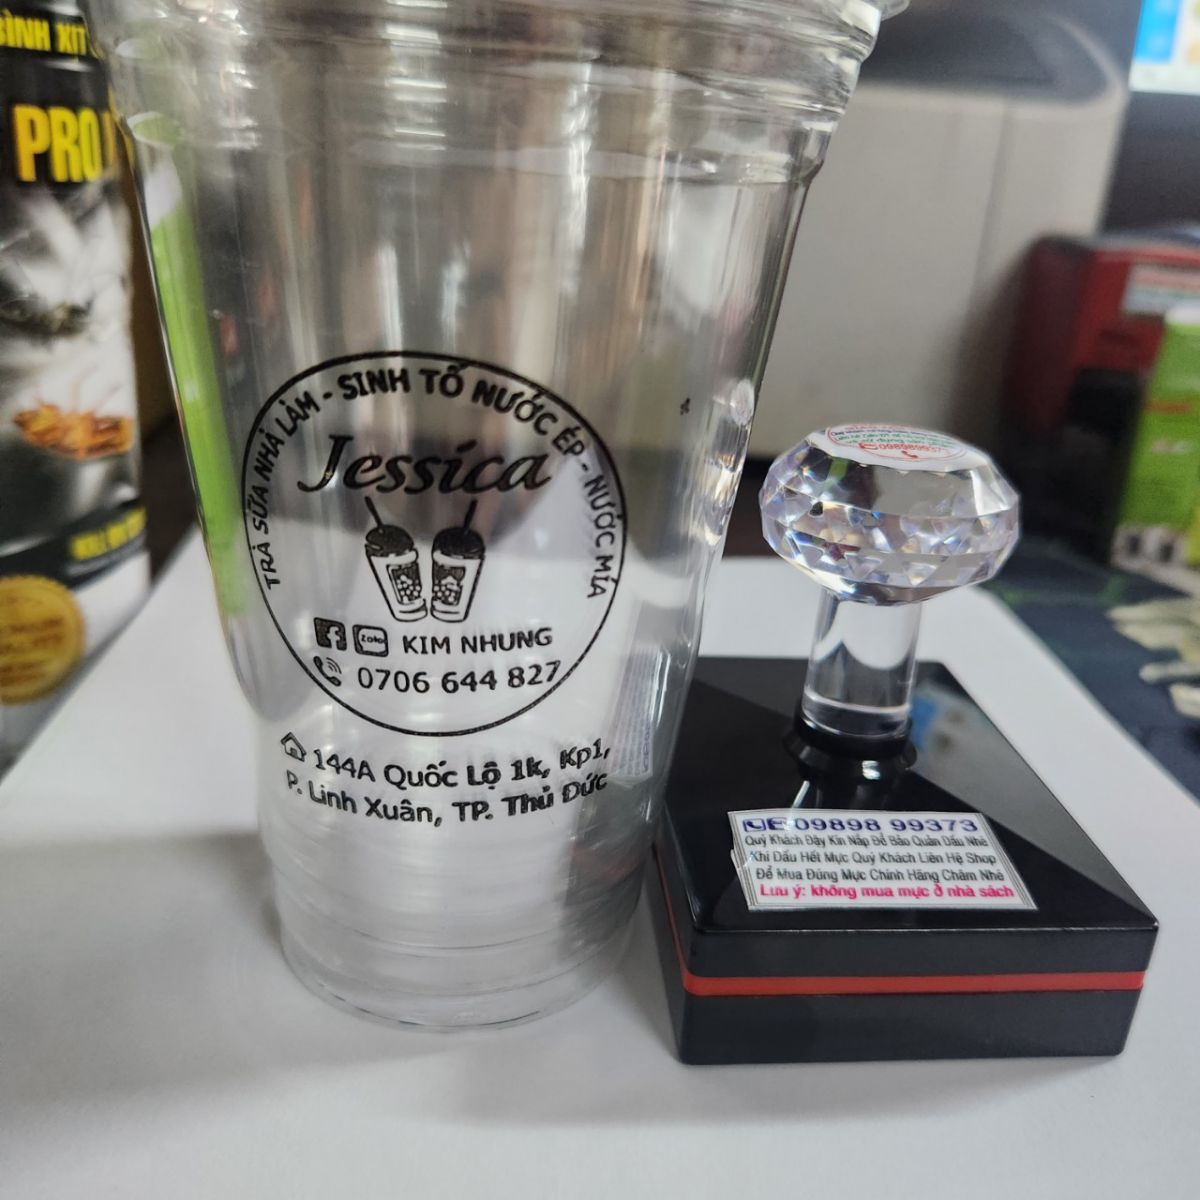 BÌNH XỊT
PRO
TRÀ SỮA NHÀ LÀM - SINH TỐ NƯỚC ÉP - NƯỚC MÍA
Jessica
Zalo KIM NHUNG
0706 644 827
144A Quốc Lộ 1k, Kp1,
P. Linh Xuân, TP. Thủ Đức
09898 99373
Quý Khách Đậy Kín Nắp Để Bảo Quản Dấu Nhé
Khi Dấu Hết Mực Quý Khách Liên Hệ Shop
Để Mua Đúng Mực Chính Hãng Châm Nhé
Lưu ý: không mua mực ở nhà sách